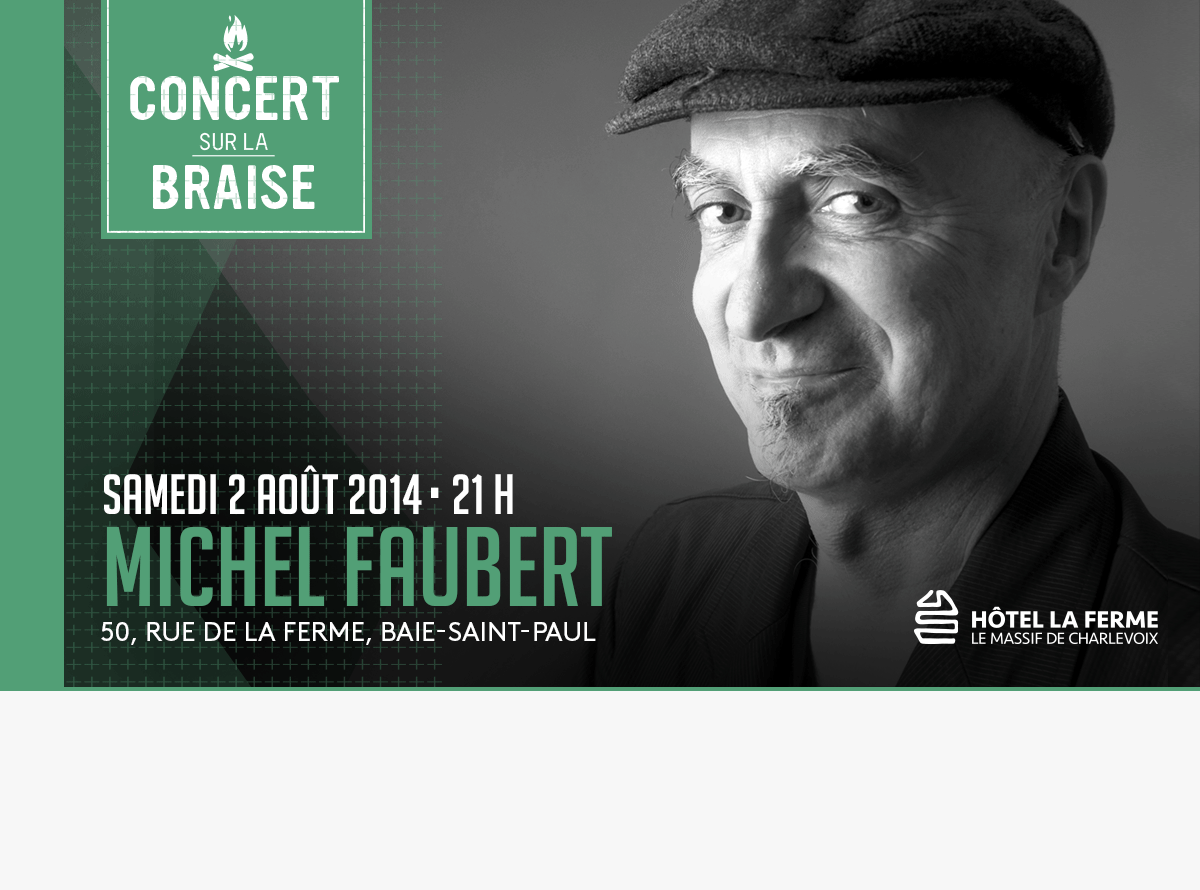 CONCERT
SUR LA
BRAISE
SAMEDI 2 AOÛT 2014 · 21 H
MICHEL FAUBERT
50, RUE DE LA FERME, BAIE-SAINT-PAUL
HÔTEL LA FERME
LE MASSIF DE CHARLEVOIX